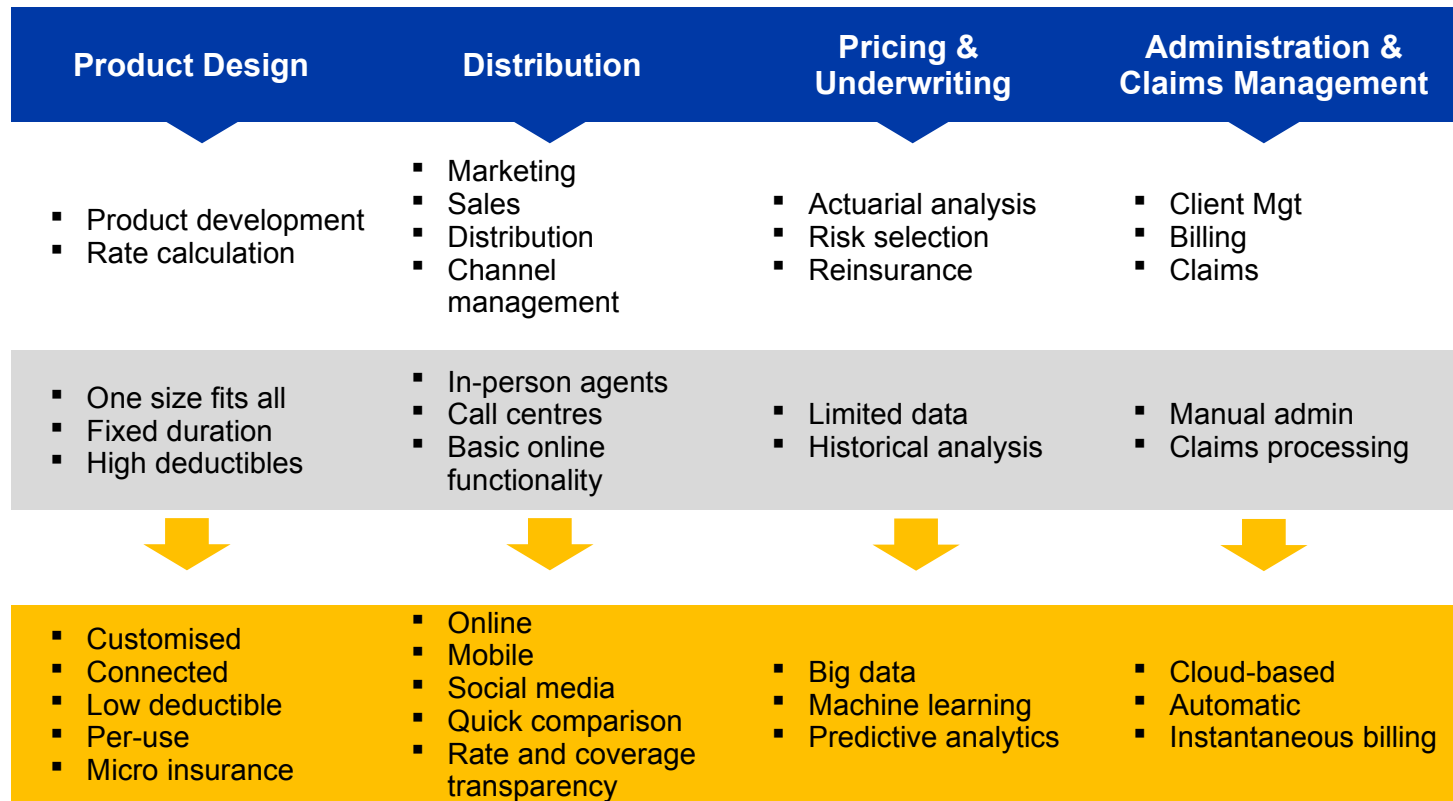 Product Design
Distribution
Pricing &
Underwriting
Administration &
Claims Management
▪ Product development
▪ Rate calculation
▪ Marketing
▪ Sales
▪ Distribution
▪ Channel
management
▪ Actuarial analysis
▪ Risk selection
▪ Reinsurance
▪ Client Mgt
▪ Billing
▪ Claims
▪ One size fits all
▪ Fixed duration
▪ High deductibles
▪ In-person agents
▪ Call centres
▪ Basic online
functionality
▪ Limited data
▪ Historical analysis
▪ Manual admin
▪ Claims processing
▪ Customised
▪ Connected
▪ Low deductible
▪ Per-use
▪ Micro insurance
▪ Online
▪ Mobile
▪ Social media
▪ Quick comparison
▪ Rate and coverage
transparency
▪ Big data
▪ Machine learning
▪ Predictive analytics
▪ Cloud-based
▪ Automatic
▪ Instantaneous billing